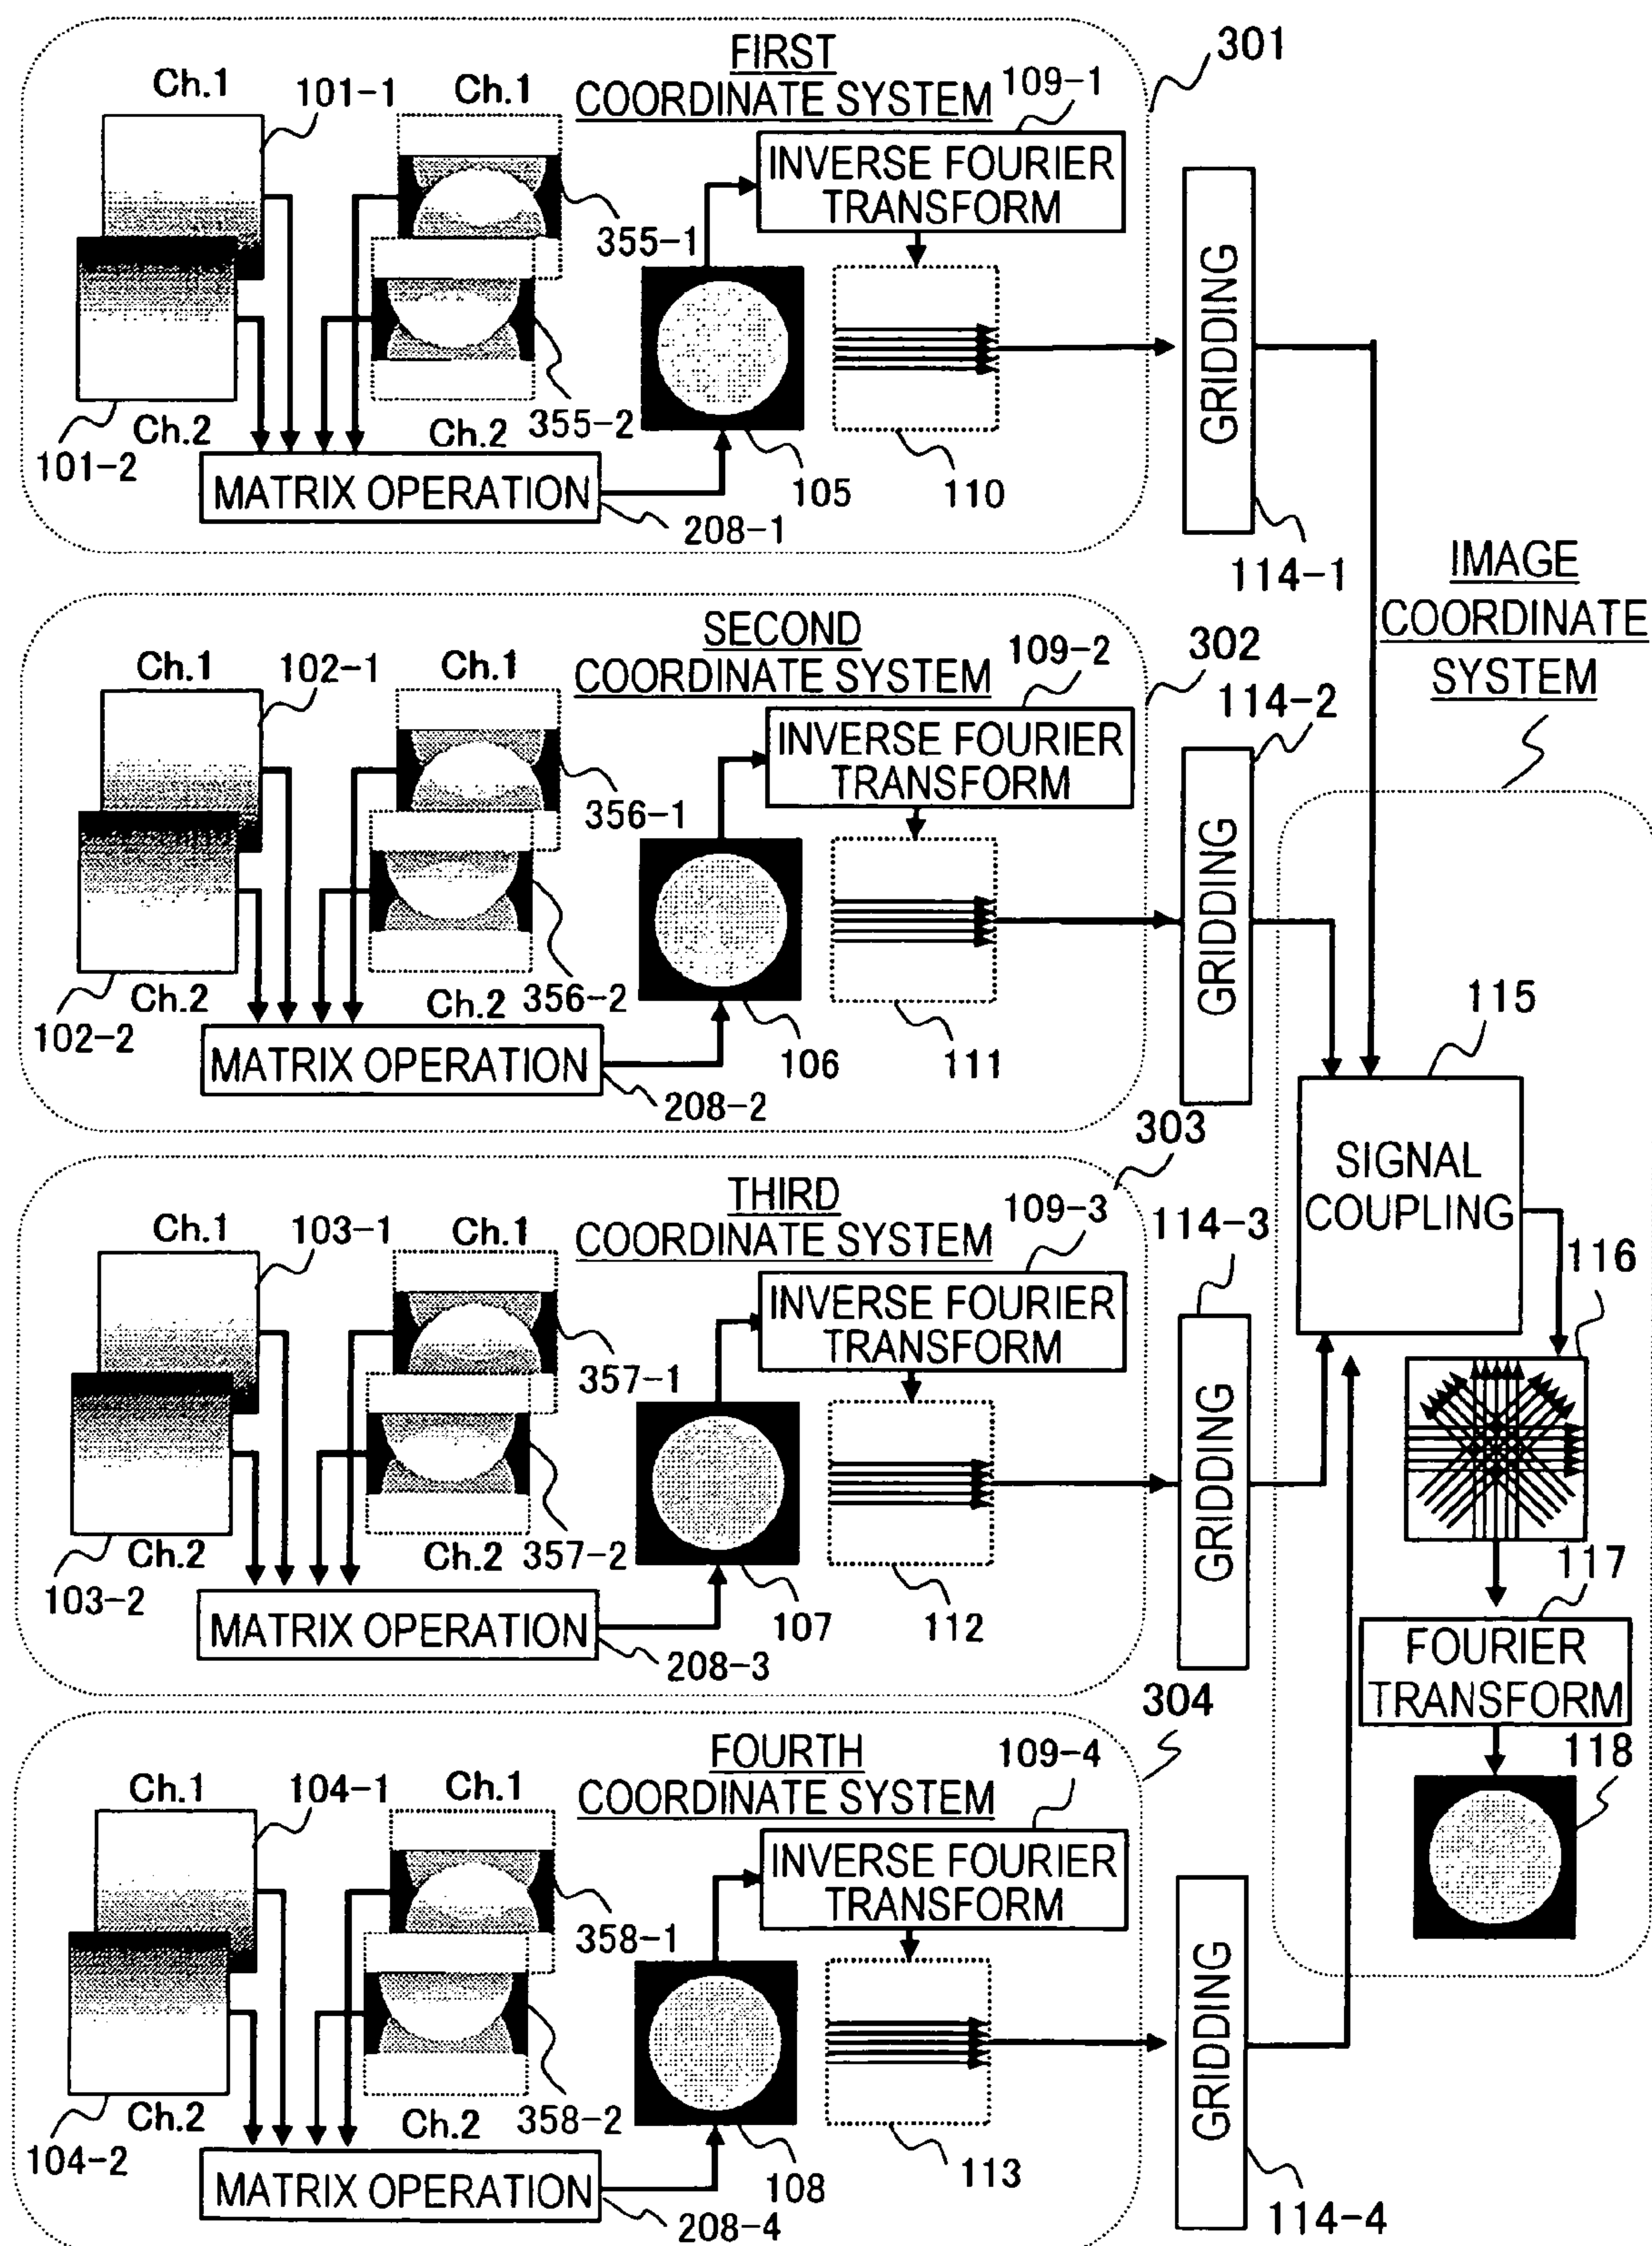 FIRST
COORDINATE SYSTEM
301
Ch.1
101-1
Ch.1
109-1
INVERSE FOURIER
TRANSFORM
355-1
GRIDDING
Ch.2
101-2
Ch.2
355-2
MATRIX OPERATION
208-1
105
110
114-1
IMAGE
COORDINATE
SYSTEM
SECOND
COORDINATE SYSTEM
302
Ch.1
102-1
Ch.1
109-2
114-2
INVERSE FOURIER
TRANSFORM
356-1
GRIDDING
Ch.2
102-2
Ch.2
356-2
MATRIX OPERATION
208-2
106
111
115
SIGNAL
COUPLING
303
THIRD
COORDINATE SYSTEM
Ch.1
103-1
Ch.1
109-3
114-3
INVERSE FOURIER
TRANSFORM
116
357-1
GRIDDING
Ch.2
103-2
Ch.2
357-2
MATRIX OPERATION
208-3
107
112
117
FOURIER
TRANSFORM
118
304
FOURTH
COORDINATE SYSTEM
Ch.1
104-1
Ch.1
109-4
INVERSE FOURIER
TRANSFORM
358-1
GRIDDING
Ch.2
104-2
Ch.2
358-2
MATRIX OPERATION
208-4
108
113
114-4